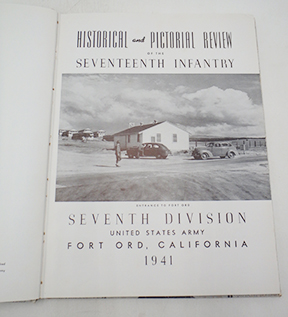 HISTORICAL and PICTORIAL REVIEW
OF THE
SEVENTEENTH INFANTRY
ENTRANCE TO FORT ORD
SEVENTH DIVISION
UNITED STATES ARMY
FORT ORD, CALIFORNIA
1941